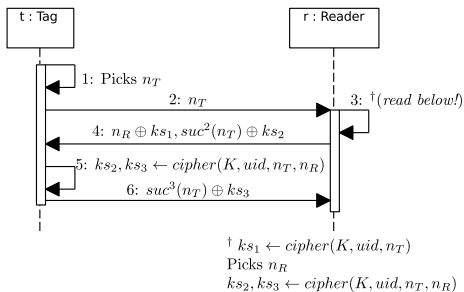 t : Tag
r : Reader
1: Picks n_T
2: n_T
3: †(read below!)
4: n_R ⊕ ks_1, suc^2(n_T) ⊕ ks_2
5: ks_2, ks_3 ← cipher(K, uid, n_T, n_R)
6: suc^3(n_T) ⊕ ks_3
† ks_1 ← cipher(K, uid, n_T)
Picks n_R
ks_2, ks_3 ← cipher(K, uid, n_T, n_R)